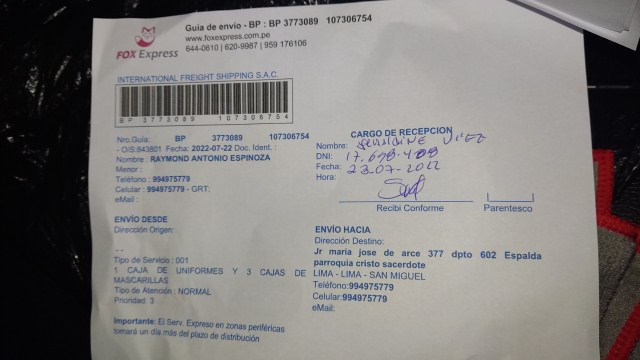 FOX Express
Guia de envío - BP : BP 3773089 107306754
www.foxexpress.com.pe
644-0610 | 620-9987 | 959 176106
INTERNATIONAL FREIGHT SHIPPING S.A.C.
BP 3773089 107306754
Nro.Guía: BP 3773089 107306754
- O/S:943801 Fecha: 2022-07-22 Doc. Ident.:
Nombre : RAYMOND ANTONIO ESPINOZA
Menor :
Teléfono : 994975779
Celular : 994975779 - GRT:
eMail :
CARGO DE RECEPCION
Nombre:
DNI: 17.698.408
Fecha: 23-07-2022
Hora:
Recibi Conforme
Parentesco
ENVÍO DESDE
Dirección Origen:
- -
Tipo de Servicio : 001
1 CAJA DE UNIFORMES Y 3 CAJAS DE
MASCARILLAS
Tipo de Atención : NORMAL
Prioridad: 3
ENVÍO HACIA
Dirección Destino:
Jr maria jose de arce 377 dpto 602 Espalda
parroquia cristo sacerdote
LIMA - LIMA - SAN MIGUEL
Teléfono:994975779
Celular:994975779
eMail:
Importante: El Serv. Expreso en zonas periféricas
tomará un día más del plazo de distribución